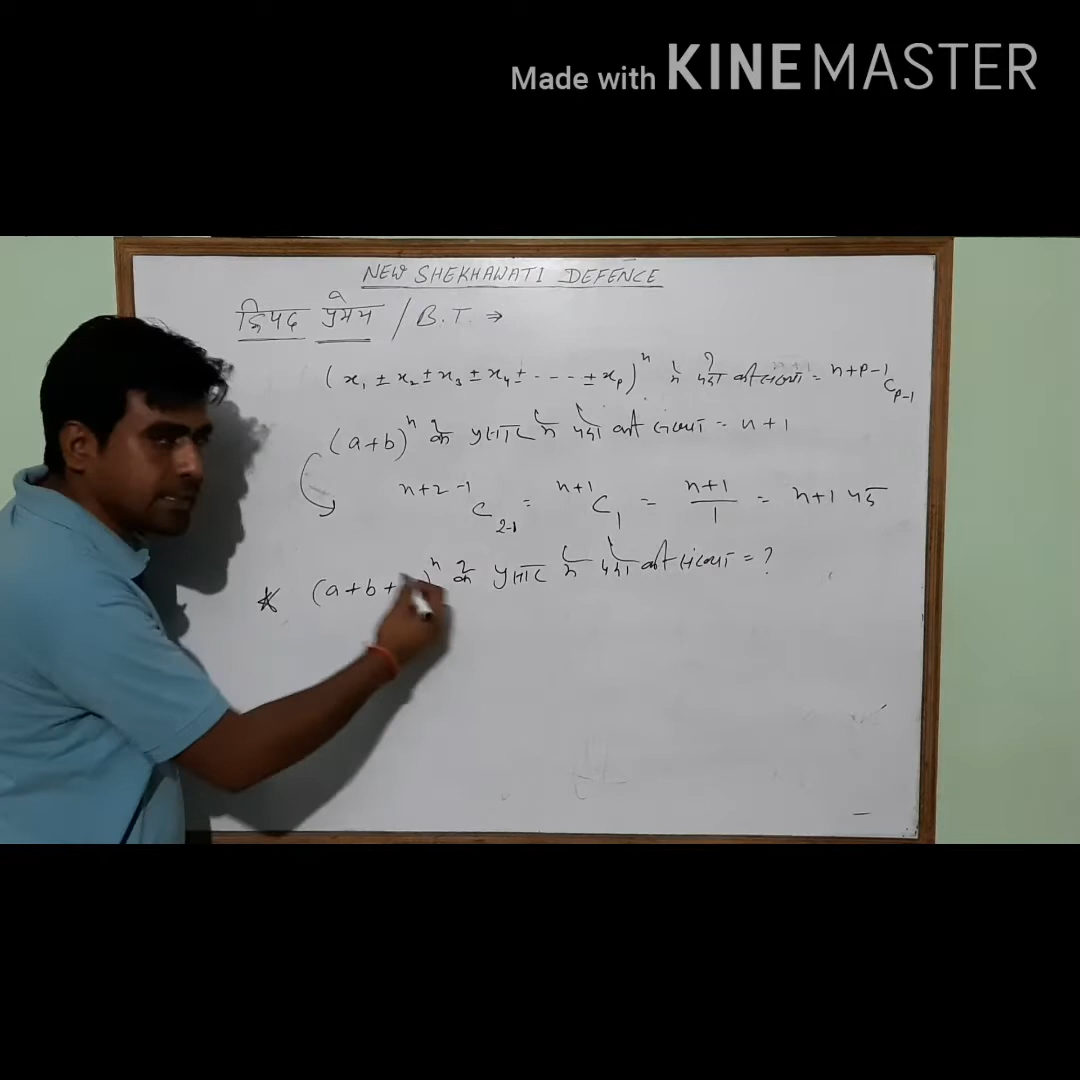 Made with KINEMASTER
NEW SHEKHAWATI DEFENCE
द्विपद प्रमेय / B.T. ⇒
(x₁ ± x₂ ± x₃ ± x₄ ± - - - ± xₚ)ⁿ में पदों की संख्या = ⁿ⁺ᵖ⁻¹Cₚ₋₁
(a+b)ⁿ के प्रसार में पदों की संख्या = n+1
ⁿ⁺²⁻¹C₂₋₁ = ⁿ⁺¹C₁ = (n+1)/1 = n+1 पद
* (a+b+ )ⁿ के प्रसार में पदों की संख्या = ?